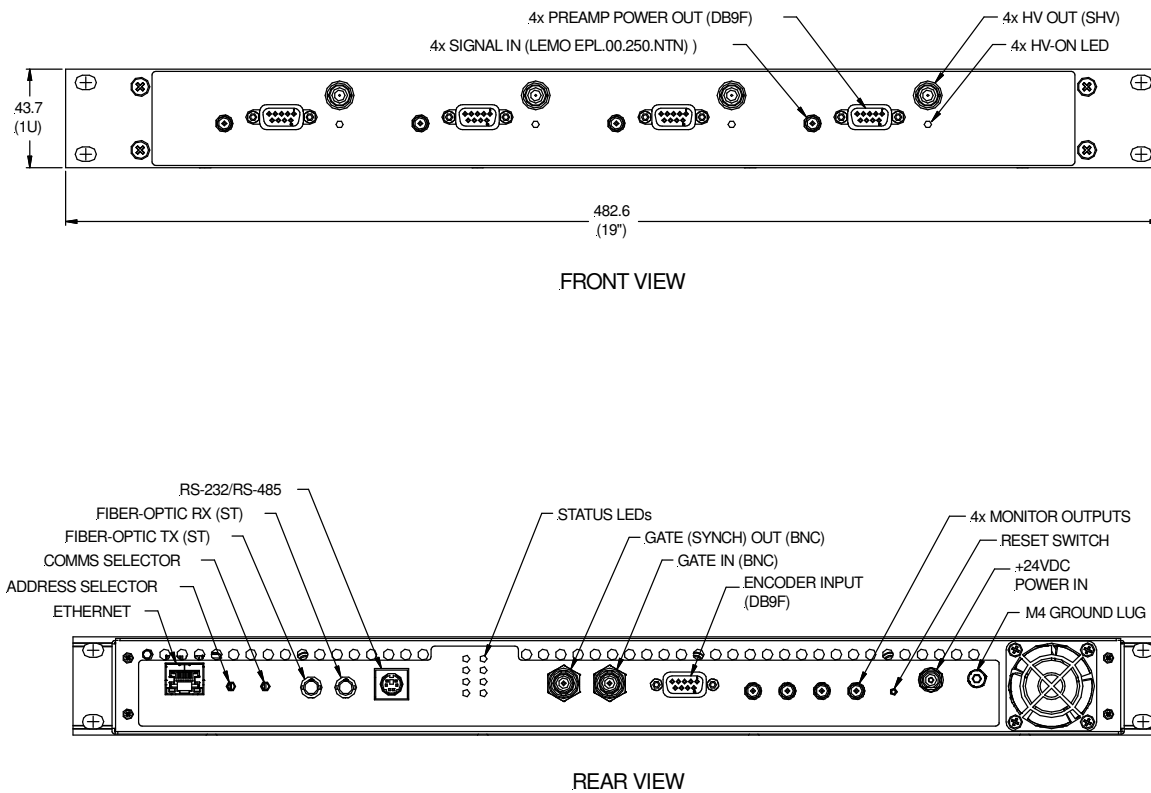 4x PREAMP POWER OUT (DB9F)
4x HV OUT (SHV)
4x SIGNAL IN (LEMO EPL.00.250.NTN) )
4x HV-ON LED
43.7
(1U)
482.6
(19")
FRONT VIEW
RS-232/RS-485
FIBER-OPTIC RX (ST)
FIBER-OPTIC TX (ST)
COMMS SELECTOR
ADDRESS SELECTOR
ETHERNET
STATUS LEDs
GATE (SYNCH) OUT (BNC)
GATE IN (BNC)
ENCODER INPUT
(DB9F)
4x MONITOR OUTPUTS
RESET SWITCH
+24VDC
POWER IN
M4 GROUND LUG
REAR VIEW